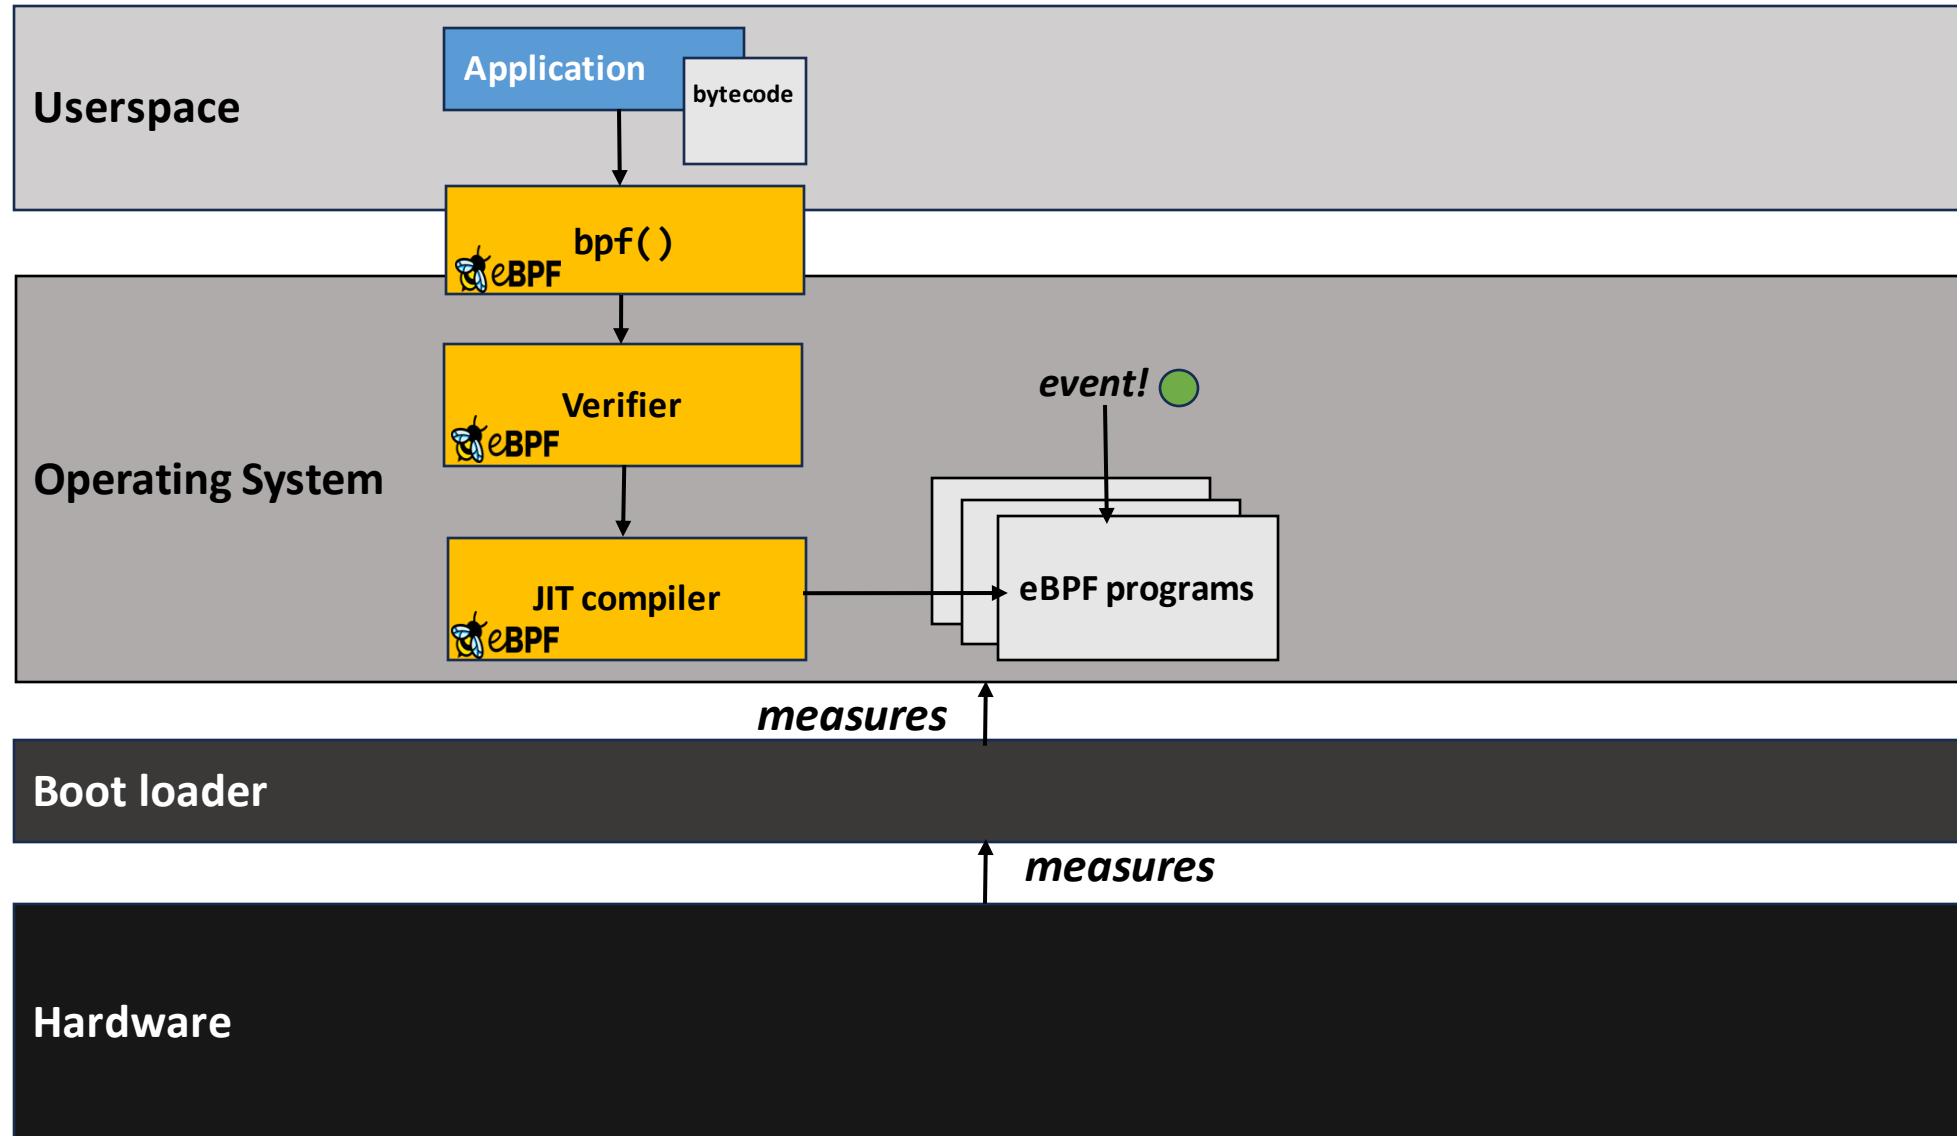 Application
bytecode
Userspace
bpf()
eBPF
event!
Verifier
eBPF
Operating System
JIT compiler
eBPF programs
eBPF
measures
Boot loader
measures
Hardware